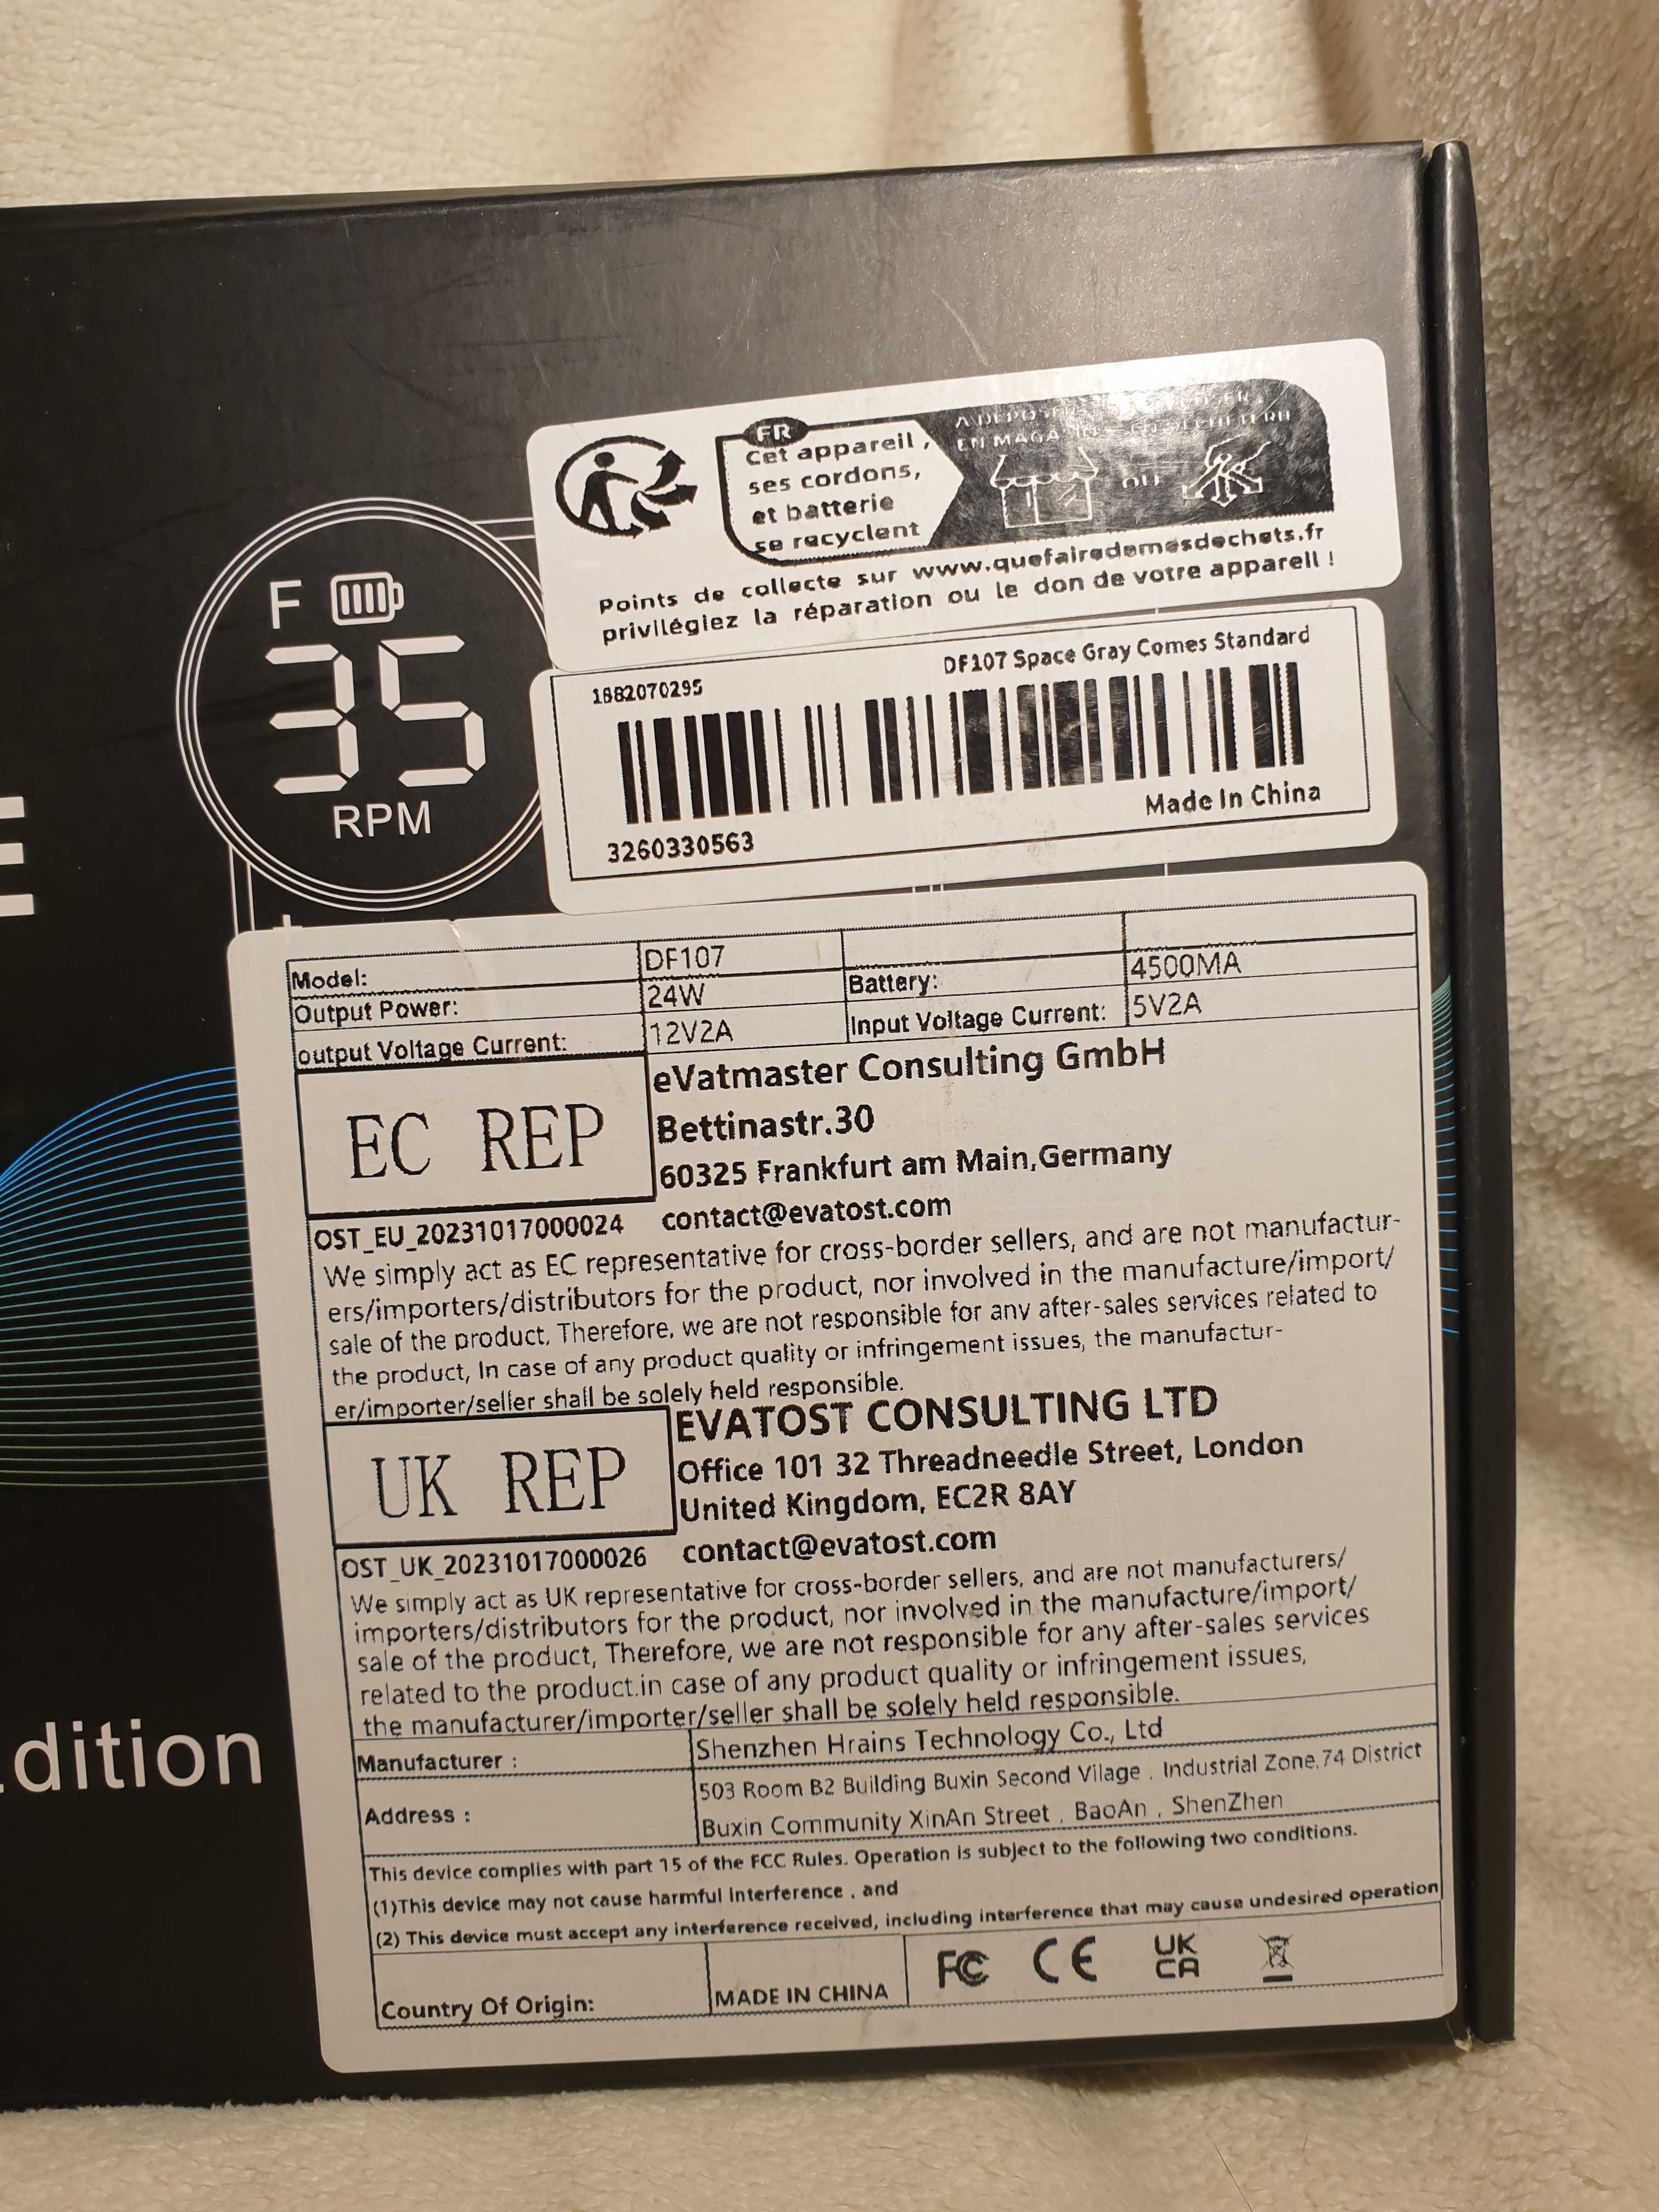 FR
Cet appareil,
ses cordons,
et batterie
se recyclent
EN MAGA
OU
Points de collecte sur www.quefairedemesdechets.fr
privilégiez la réparation ou le don de votre appareil !
F
35
RPM
1682070295
DF107 Space Gray Comes Standard
3260330563
Made In China
E
Model: DF107
Output Power: 24W Battery: 4500MA
output Voltage Current: 12V2A Input Voltage Current: 5V2A
EC REP
eVatmaster Consulting GmbH
Bettinastr.30
60325 Frankfurt am Main,Germany
OST_EU_20231017000024 contact@evatost.com
We simply act as EC representative for cross-border sellers, and are not manufactur-
ers/importers/distributors for the product, nor involved in the manufacture/import/
sale of the product, Therefore, we are not responsible for any after-sales services related to
the product, In case of any product quality or infringement issues, the manufactur-
er/importer/seller shall be solely held responsible.
UK REP
EVATOST CONSULTING LTD
Office 101 32 Threadneedle Street, London
United Kingdom, EC2R 8AY
OST_UK_20231017000026 contact@evatost.com
We simply act as UK representative for cross-border sellers, and are not manufacturers/
importers/distributors for the product, nor involved in the manufacture/import/
sale of the product, Therefore, we are not responsible for any after-sales services
related to the product.in case of any product quality or infringement issues,
the manufacturer/importer/seller shall be solely held responsible.
dition
Manufacturer : Shenzhen Hrains Technology Co., Ltd
Address : 503 Room B2 Building Buxin Second Vilage , Industrial Zone,74 District
Buxin Community XinAn Street , BaoAn , ShenZhen
This device complies with part 15 of the FCC Rules. Operation is subject to the following two conditions.
(1)This device may not cause harmful Interference , and
(2) This device must accept any interference received, including interference that may cause undesired operation
Country Of Origin: MADE IN CHINA
FC CE UK
CA